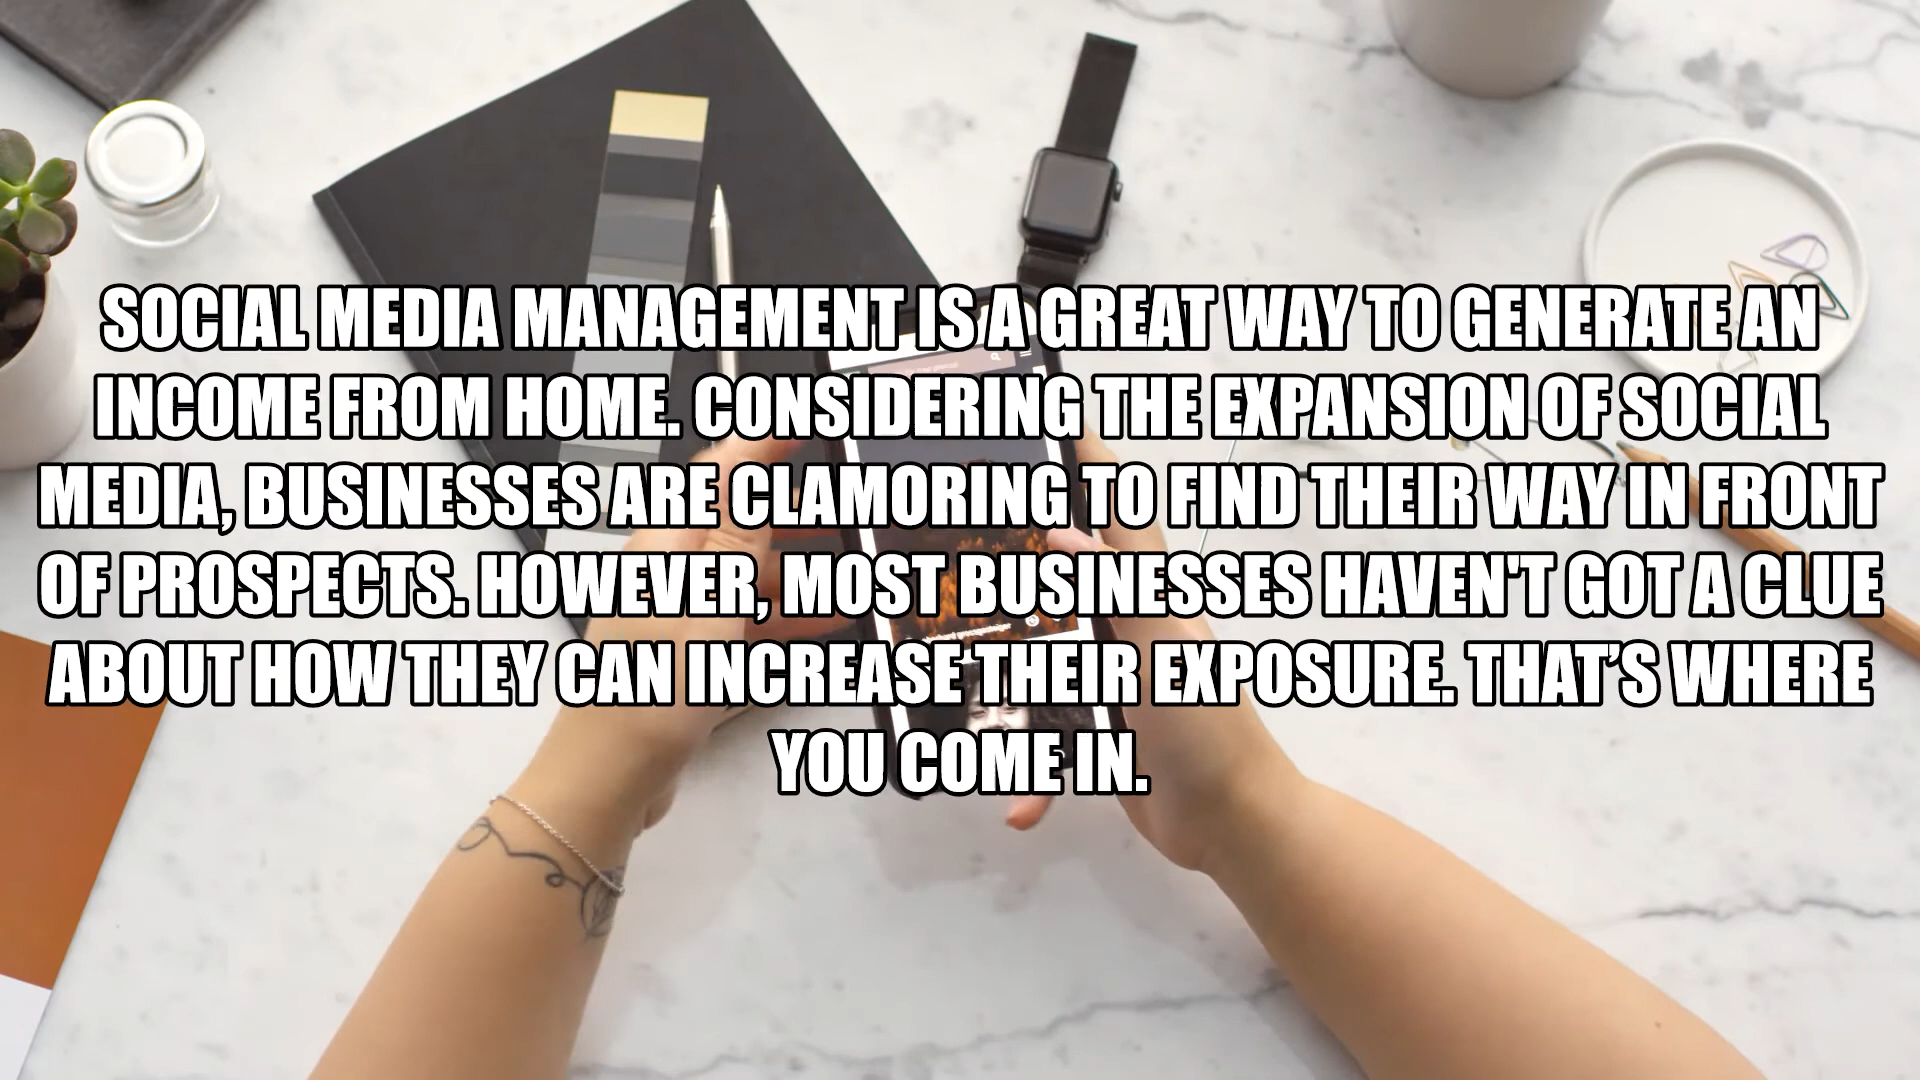 SOCIAL MEDIA MANAGEMENT IS A GREAT WAY TO GENERATE AN
INCOME FROM HOME. CONSIDERING THE EXPANSION OF SOCIAL
MEDIA, BUSINESSES ARE CLAMORING TO FIND THEIR WAY IN FRONT
OF PROSPECTS. HOWEVER, MOST BUSINESSES HAVEN'T GOT A CLUE
ABOUT HOW THEY CAN INCREASE THEIR EXPOSURE. THAT’S WHERE
YOU COME IN.